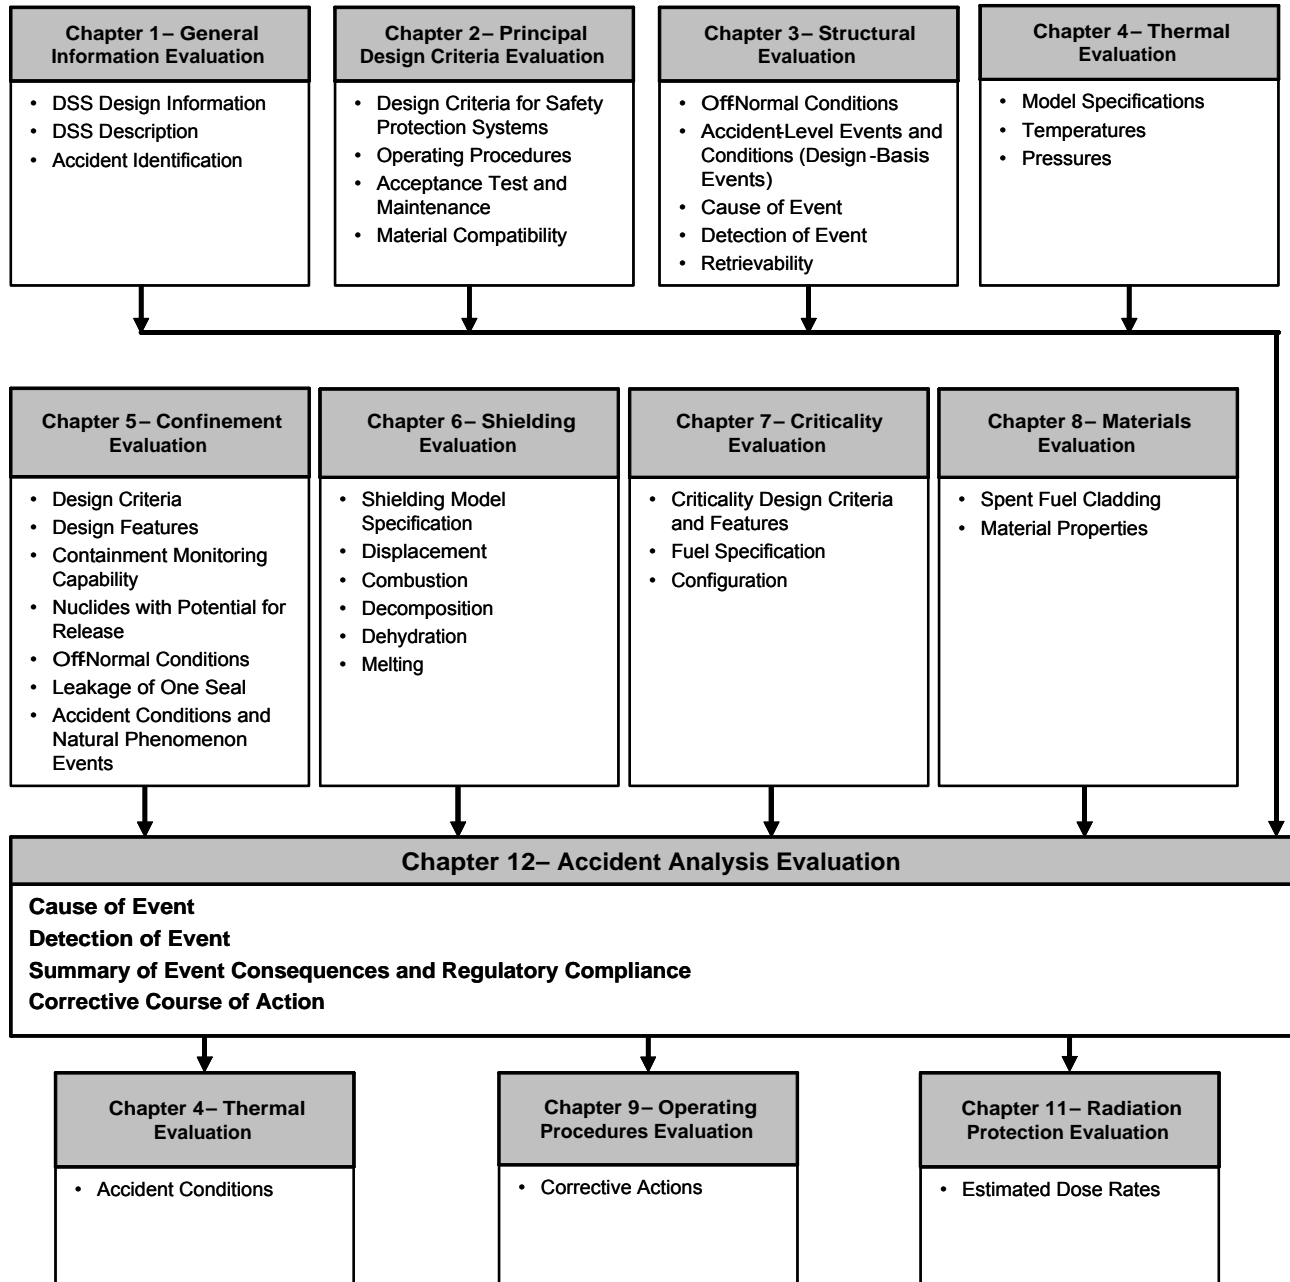 Chapter 1– General
Information Evaluation
• DSS Design Information
• DSS Description
• Accident Identification
Chapter 2– Principal
Design Criteria Evaluation
• Design Criteria for Safety
Protection Systems
• Operating Procedures
• Acceptance Test and
Maintenance
• Material Compatibility
Chapter 3– Structural
Evaluation
• Off-Normal Conditions
• Accident-Level Events and
Conditions (Design-Basis
Events)
• Cause of Event
• Detection of Event
• Retrievability
Chapter 4– Thermal
Evaluation
• Model Specifications
• Temperatures
• Pressures
Chapter 5– Confinement
Evaluation
• Design Criteria
• Design Features
• Containment Monitoring
Capability
• Nuclides with Potential for
Release
• Off-Normal Conditions
• Leakage of One Seal
• Accident Conditions and
Natural Phenomenon
Events
Chapter 6– Shielding
Evaluation
• Shielding Model
Specification
• Displacement
• Combustion
• Decomposition
• Dehydration
• Melting
Chapter 7– Criticality
Evaluation
• Criticality Design Criteria
and Features
• Fuel Specification
• Configuration
Chapter 8– Materials
Evaluation
• Spent Fuel Cladding
• Material Properties
Chapter 12– Accident Analysis Evaluation
Cause of Event
Detection of Event
Summary of Event Consequences and Regulatory Compliance
Corrective Course of Action
Chapter 4– Thermal
Evaluation
• Accident Conditions
Chapter 9– Operating
Procedures Evaluation
• Corrective Actions
Chapter 11– Radiation
Protection Evaluation
• Estimated Dose Rates